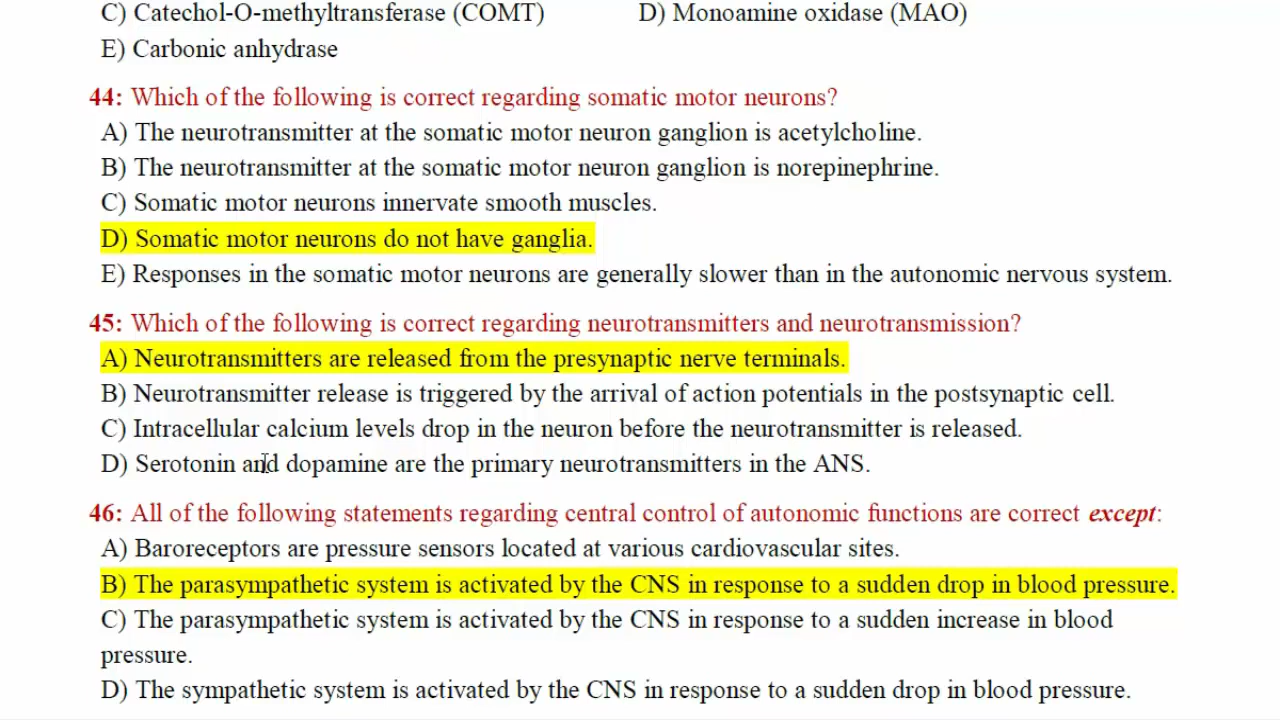 C) Catechol-O-methyltransferase (COMT) D) Monoamine oxidase (MAO)
E) Carbonic anhydrase
44: Which of the following is correct regarding somatic motor neurons?
A) The neurotransmitter at the somatic motor neuron ganglion is acetylcholine.
B) The neurotransmitter at the somatic motor neuron ganglion is norepinephrine.
C) Somatic motor neurons innervate smooth muscles.
D) Somatic motor neurons do not have ganglia.
E) Responses in the somatic motor neurons are generally slower than in the autonomic nervous system.
45: Which of the following is correct regarding neurotransmitters and neurotransmission?
A) Neurotransmitters are released from the presynaptic nerve terminals.
B) Neurotransmitter release is triggered by the arrival of action potentials in the postsynaptic cell.
C) Intracellular calcium levels drop in the neuron before the neurotransmitter is released.
D) Serotonin and dopamine are the primary neurotransmitters in the ANS.
46: All of the following statements regarding central control of autonomic functions are correct except:
A) Baroreceptors are pressure sensors located at various cardiovascular sites.
B) The parasympathetic system is activated by the CNS in response to a sudden drop in blood pressure.
C) The parasympathetic system is activated by the CNS in response to a sudden increase in blood
pressure.
D) The sympathetic system is activated by the CNS in response to a sudden drop in blood pressure.